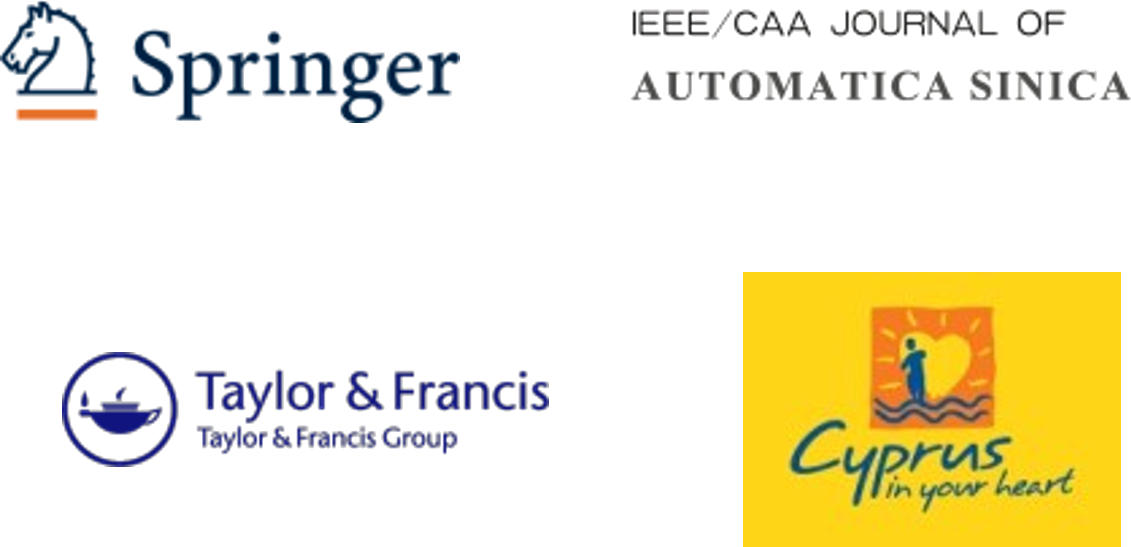 Springer
IEEE/CAA JOURNAL OF
AUTOMATICA SINICA
Taylor & Francis
Taylor & Francis Group
Cyprus
in your heart